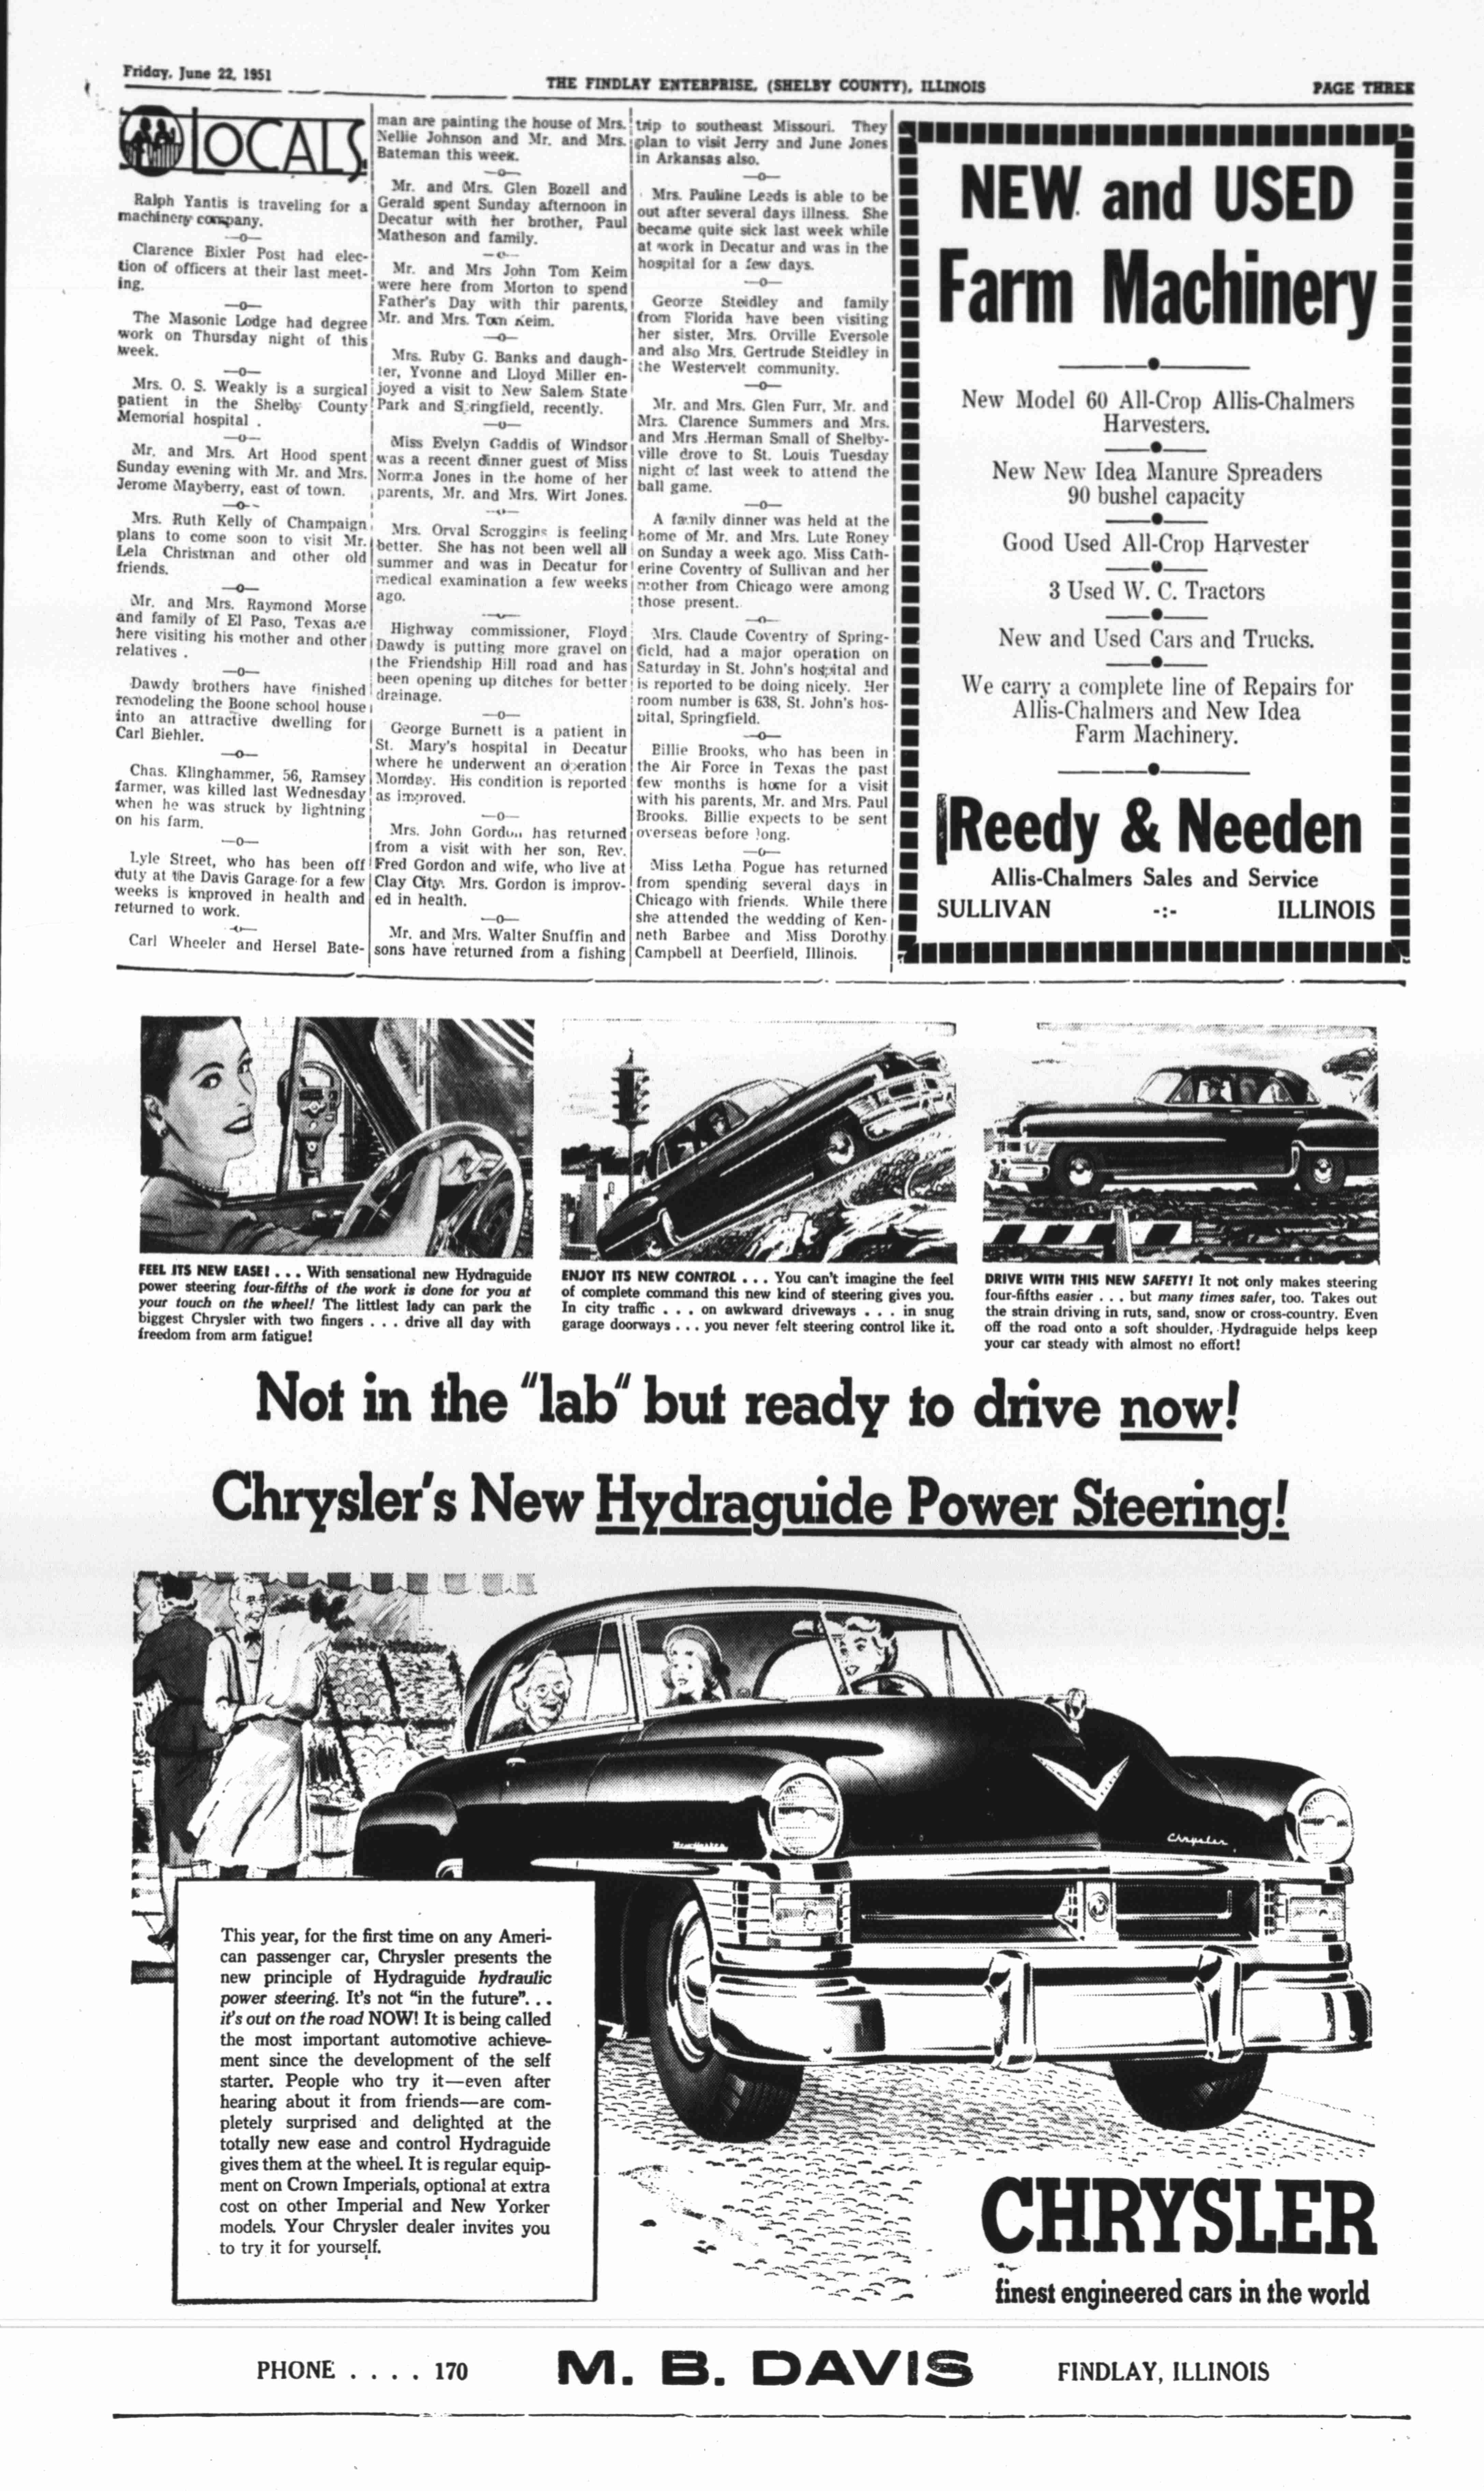 Friday, June 22, 1951
THE FINDLAY ENTERPRISE, (SHELBY COUNTY), ILLINOIS
PAGE THREE
LOCALS
Ralph Yantis is traveling for a
machinery company.
—o—
Clarence Bixler Post had elec-
tion of officers at their last meet-
ing.
—o—
The Masonic Lodge had degree
work on Thursday night of this
week.
—o—
Mrs. O. S. Weakly is a surgical
patient in the Shelby County
Memorial hospital .
—o—
Mr. and Mrs. Art Hood spent
Sunday evening with Mr. and Mrs.
Jerome Mayberry, east of town.
—o—
Mrs. Ruth Kelly of Champaign
plans to come soon to visit Mr.
Lela Christman and other old
friends.
—o—
Mr. and Mrs. Raymond Morse
and family of El Paso, Texas are
here visiting his mother and other
relatives .
—o—
Dawdy brothers have finished
remodeling the Boone school house
into an attractive dwelling for
Carl Biehler.
—o—
Chas. Klinghammer, 56, Ramsey
farmer, was killed last Wednesday
when he was struck by lightning
on his farm.
—o—
Lyle Street, who has been off
duty at the Davis Garage for a few
weeks is improved in health and
returned to work.
—o—
Carl Wheeler and Hersel Bate-
man are painting the house of Mrs.
Nellie Johnson and Mr. and Mrs.
Bateman this week.
—o—
Mr. and Mrs. Glen Bozell and
Gerald spent Sunday afternoon in
Decatur with her brother, Paul
Matheson and family.
—o—
Mr. and Mrs John Tom Keim
were here from Morton to spend
Father's Day with thir parents,
Mr. and Mrs. Tom Keim.
—o—
Mrs. Ruby G. Banks and daugh-
ter, Yvonne and Lloyd Miller en-
joyed a visit to New Salem State
Park and Springfield, recently.
—o—
Miss Evelyn Gaddis of Windsor
was a recent dinner guest of Miss
Norma Jones in the home of her
parents, Mr. and Mrs. Wirt Jones.
—o—
Mrs. Orval Scroggins is feeling
better. She has not been well all
summer and was in Decatur for
medical examination a few weeks
ago.
—o—
Highway commissioner, Floyd
Dawdy is putting more gravel on
the Friendship Hill road and has
been opening up ditches for better
dreinage.
—o—
George Burnett is a patient in
St. Mary's hospital in Decatur
where he underwent an operation
Monday. His condition is reported
as improved.
—o—
Mrs. John Gordon has returned
from a visit with her son, Rev.
Fred Gordon and wife, who live at
Clay City. Mrs. Gordon is improv-
ed in health.
—o—
Mr. and Mrs. Walter Snuffin and
sons have returned from a fishing
trip to southeast Missouri. They
plan to visit Jerry and June Jones
in Arkansas also.
—o—
Mrs. Pauline Leeds is able to be
out after several days illness. She
became quite sick last week while
at work in Decatur and was in the
hospital for a few days.
—o—
George Steidley and family
from Florida have been visiting
her sister, Mrs. Orville Eversole
and also Mrs. Gertrude Steidley in
the Westervelt community.
—o—
Mr. and Mrs. Glen Furr, Mr. and
Mrs. Clarence Summers and Mrs.
and Mrs .Herman Small of Shelby-
ville drove to St. Louis Tuesday
night of last week to attend the
ball game.
—o—
A family dinner was held at the
home of Mr. and Mrs. Lute Roney
on Sunday a week ago. Miss Cath-
erine Coventry of Sullivan and her
mother from Chicago were among
those present.
—o—
Mrs. Claude Coventry of Spring-
field, had a major operation on
Saturday in St. John's hospital and
is reported to be doing nicely. Her
room number is 638, St. John's hos-
pital, Springfield.
—o—
Billie Brooks, who has been in
the Air Force in Texas the past
few months is home for a visit
with his parents, Mr. and Mrs. Paul
Brooks. Billie expects to be sent
overseas before long.
—o—
Miss Letha Pogue has returned
from spending several days in
Chicago with friends. While there
she attended the wedding of Ken-
neth Barbee and Miss Dorothy
Campbell at Deerfield, Illinois.
NEW and USED
Farm Machinery
New Model 60 All-Crop Allis-Chalmers
Harvesters.
New New Idea Manure Spreaders
90 bushel capacity
Good Used All-Crop Harvester
3 Used W. C. Tractors
New and Used Cars and Trucks.
We carry a complete line of Repairs for
Allis-Chalmers and New Idea
Farm Machinery.
Reedy & Needen
Allis-Chalmers Sales and Service
SULLIVAN -:- ILLINOIS
FEEL ITS NEW EASE! . . . With sensational new Hydraguide
power steering four-fifths of the work is done for you at
your touch on the wheel! The littlest lady can park the
biggest Chrysler with two fingers . . . drive all day with
freedom from arm fatigue!
ENJOY ITS NEW CONTROL . . . You can't imagine the feel
of complete command this new kind of steering gives you.
In city traffic . . . on awkward driveways . . . in snug
garage doorways . . . you never felt steering control like it.
DRIVE WITH THIS NEW SAFETY! It not only makes steering
four-fifths easier . . . but many times safer, too. Takes out
the strain driving in ruts, sand, snow or cross-country. Even
off the road onto a soft shoulder, Hydraguide helps keep
your car steady with almost no effort!
Not in the "lab" but ready to drive now!
Chrysler's New Hydraguide Power Steering!
New Yorker
Chrysler
This year, for the first time on any Ameri-
can passenger car, Chrysler presents the
new principle of Hydraguide hydraulic
power steering. It's not "in the future". . .
it's out on the road NOW! It is being called
the most important automotive achieve-
ment since the development of the self
starter. People who try it—even after
hearing about it from friends—are com-
pletely surprised and delighted at the
totally new ease and control Hydraguide
gives them at the wheel. It is regular equip-
ment on Crown Imperials, optional at extra
cost on other Imperial and New Yorker
models. Your Chrysler dealer invites you
to try it for yourself.
CHRYSLER
finest engineered cars in the world
PHONE . . . . 170
M. B. DAVIS
FINDLAY, ILLINOIS